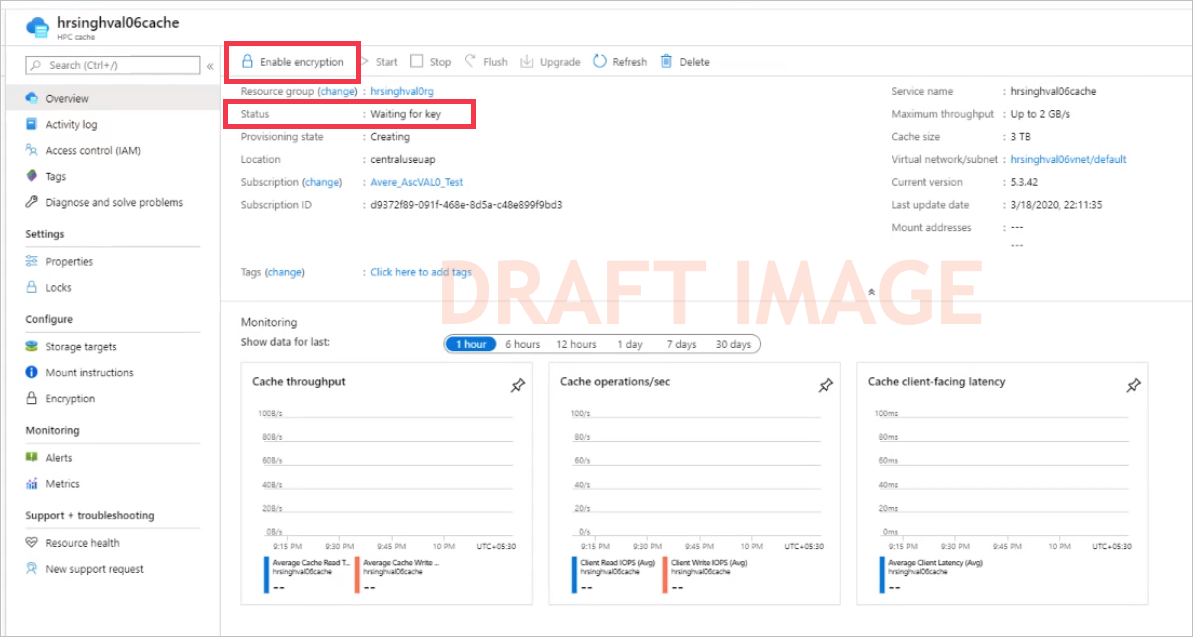 hrsinghval06cache
HPC cache
Search (Ctrl+/)
«
Overview
Activity log
Access control (IAM)
Tags
Diagnose and solve problems
Settings
Properties
Locks
Configure
Storage targets
Mount instructions
Encryption
Monitoring
Alerts
Metrics
Support + troubleshooting
Resource health
New support request
Enable encryption Start Stop Flush Upgrade Refresh Delete
Resource group (change) : hrsinghval0rg
Status : Waiting for key
Provisioning state : Creating
Location : centraluseuap
Subscription (change) : Avere_AscVAL0_Test
Subscription ID : d9372f89-091f-468e-8d5a-c48e899f9bd3
Tags (change) : Click here to add tags
Service name : hrsinghval06cache
Maximum throughput : Up to 2 GB/s
Cache size : 3 TB
Virtual network/subnet : hrsinghval06vnet/default
Current version : 5.3.42
Last update date : 3/18/2020, 22:11:35
Mount addresses : ---
---
DRAFT IMAGE
Monitoring
Show data for last: 1 hour 6 hours 12 hours 1 day 7 days 30 days
Cache throughput
100B/s
80B/s
60B/s
40B/s
20B/s
0B/s
9:15 PM 9:30 PM 9:45 PM 10 PM UTC+05:30
Average Cache Read T... Average Cache Write ...
hrsinghval06cache hrsinghval06cache
-- --
Cache operations/sec
100/s
80/s
60/s
40/s
20/s
0/s
9:15 PM 9:30 PM 9:45 PM 10 PM UTC+05:30
Client Read IOPS (Avg) Client Write IOPS (Avg)
hrsinghval06cache hrsinghval06cache
-- --
Cache client-facing latency
100ms
80ms
60ms
40ms
20ms
0ms
9:15 PM 9:30 PM 9:45 PM 10 PM UTC+05:30
Average Client Latency (Avg)
hrsinghval06cache
--